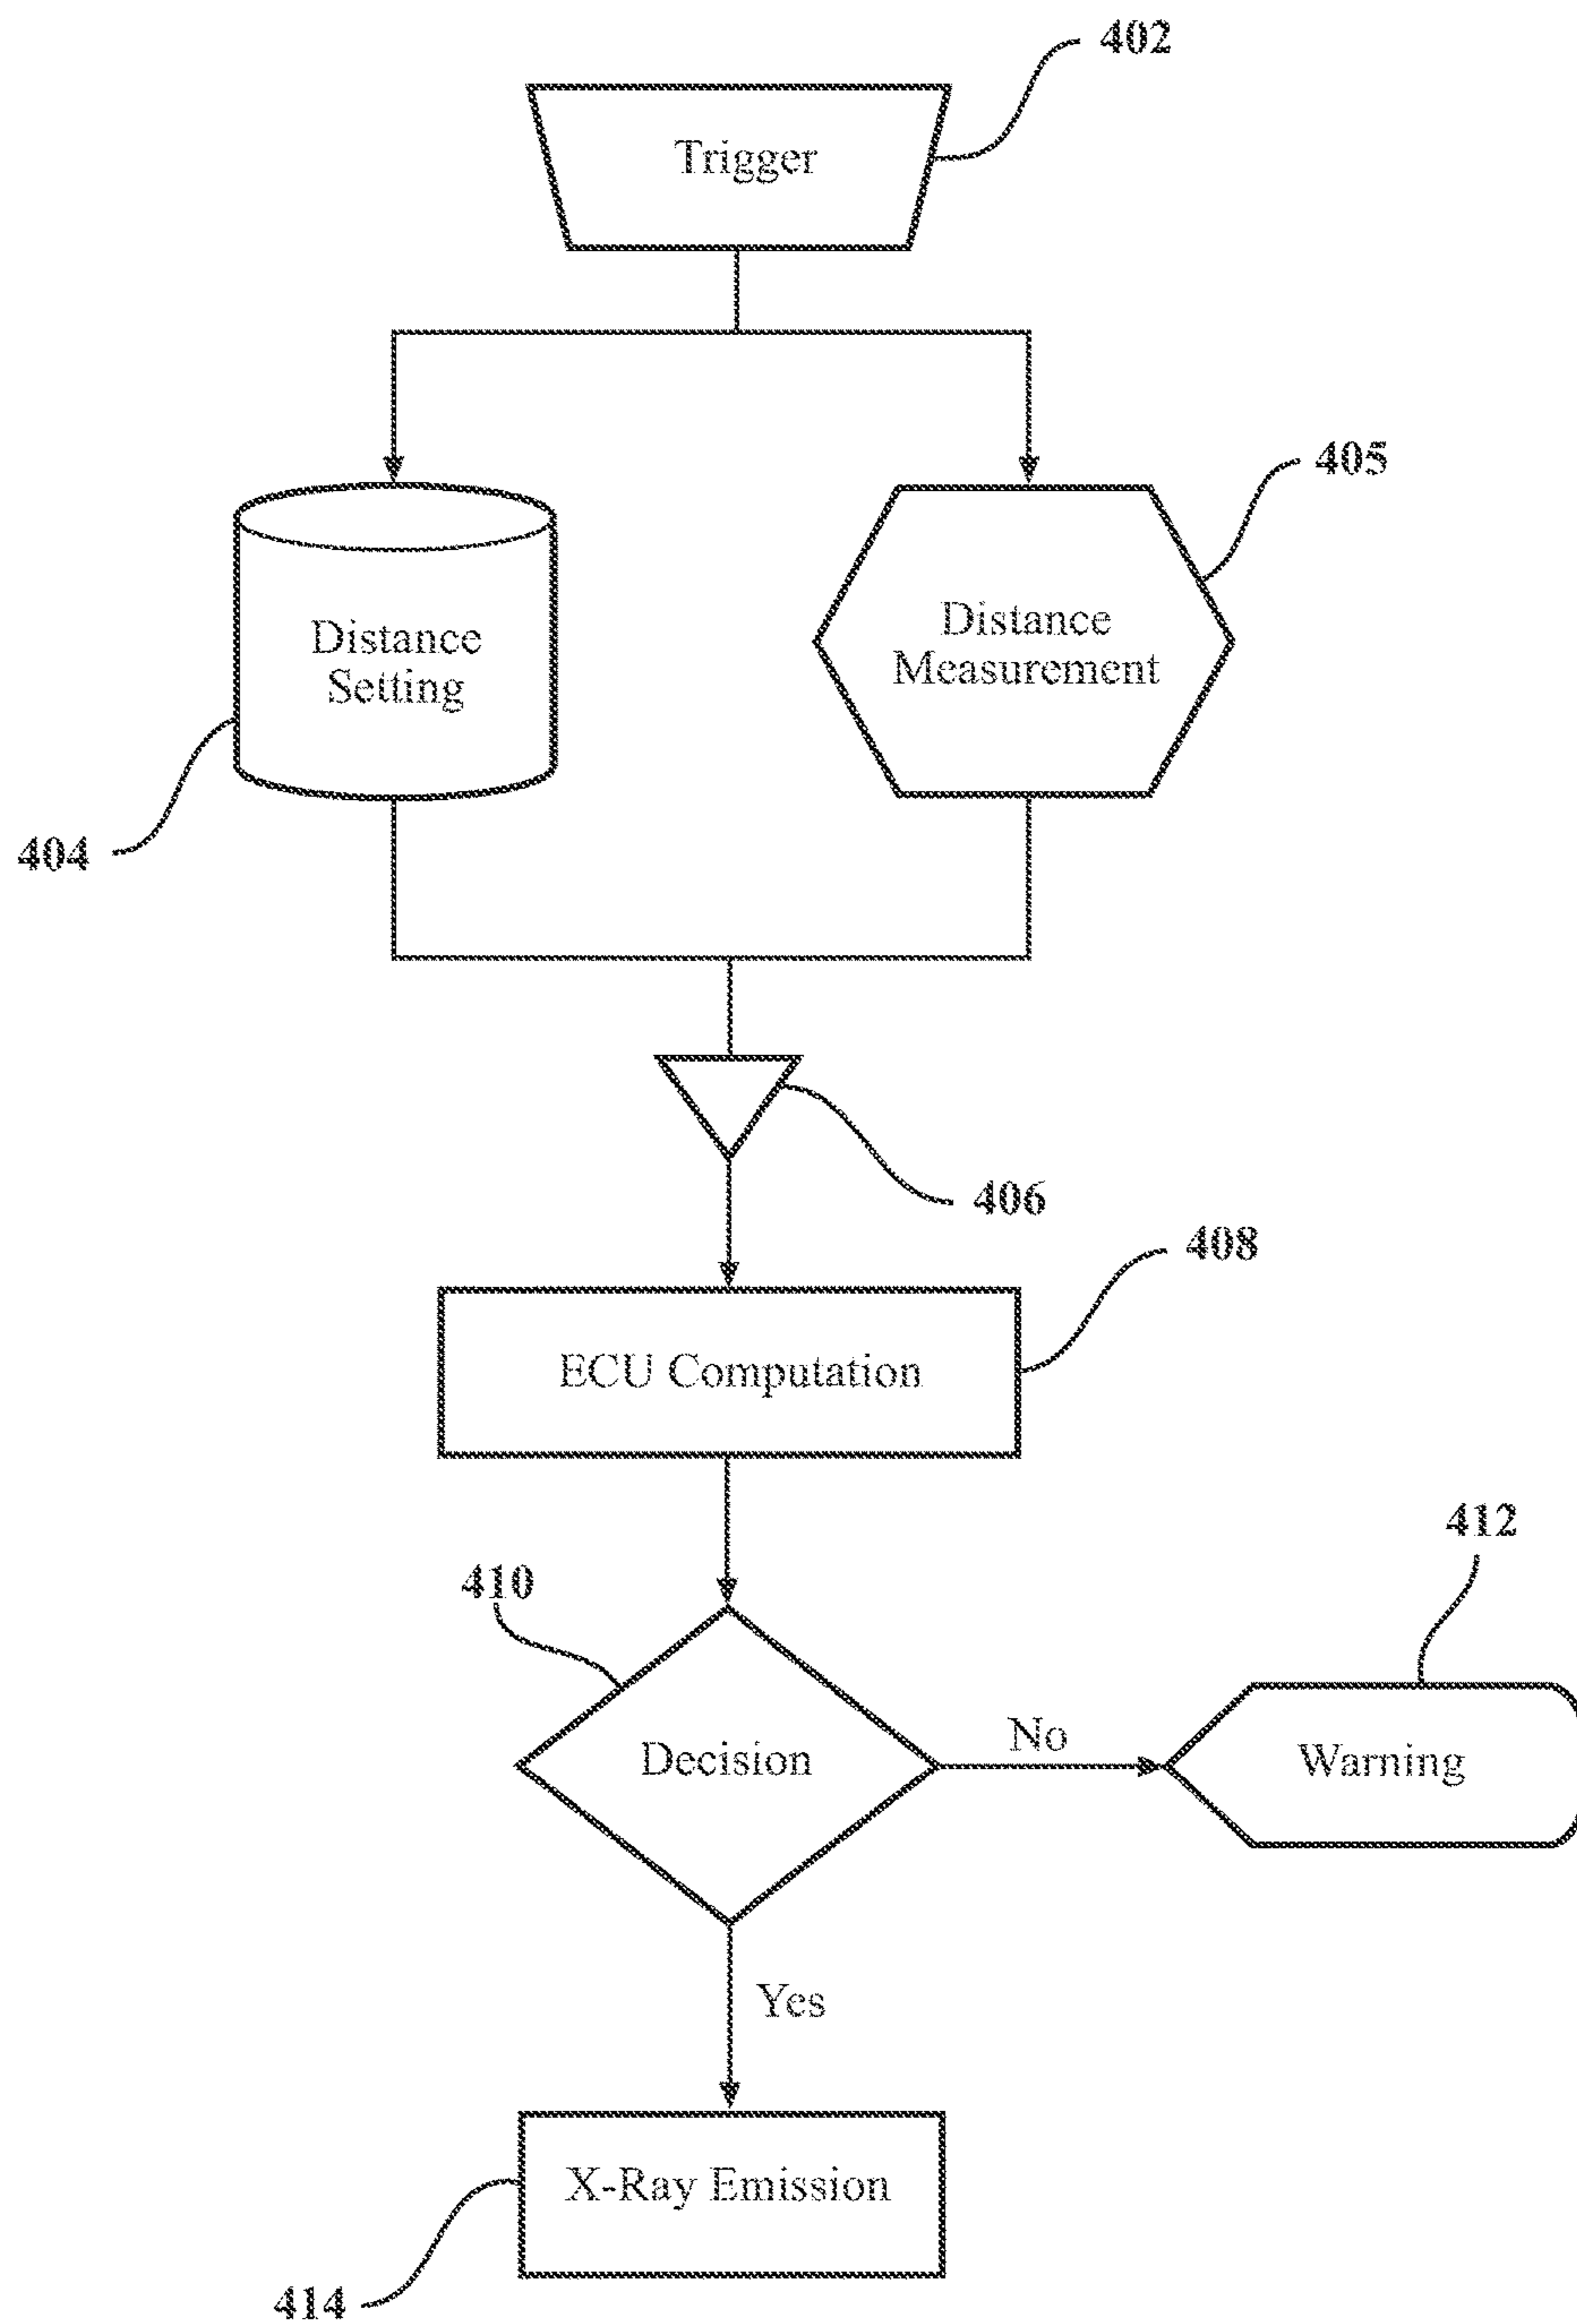 402
Trigger
405
Distance
Setting
Distance
Measurement
404
406
408
ECU Computation
412
410
Decision
No
Warning
Yes
X-Ray Emission
414